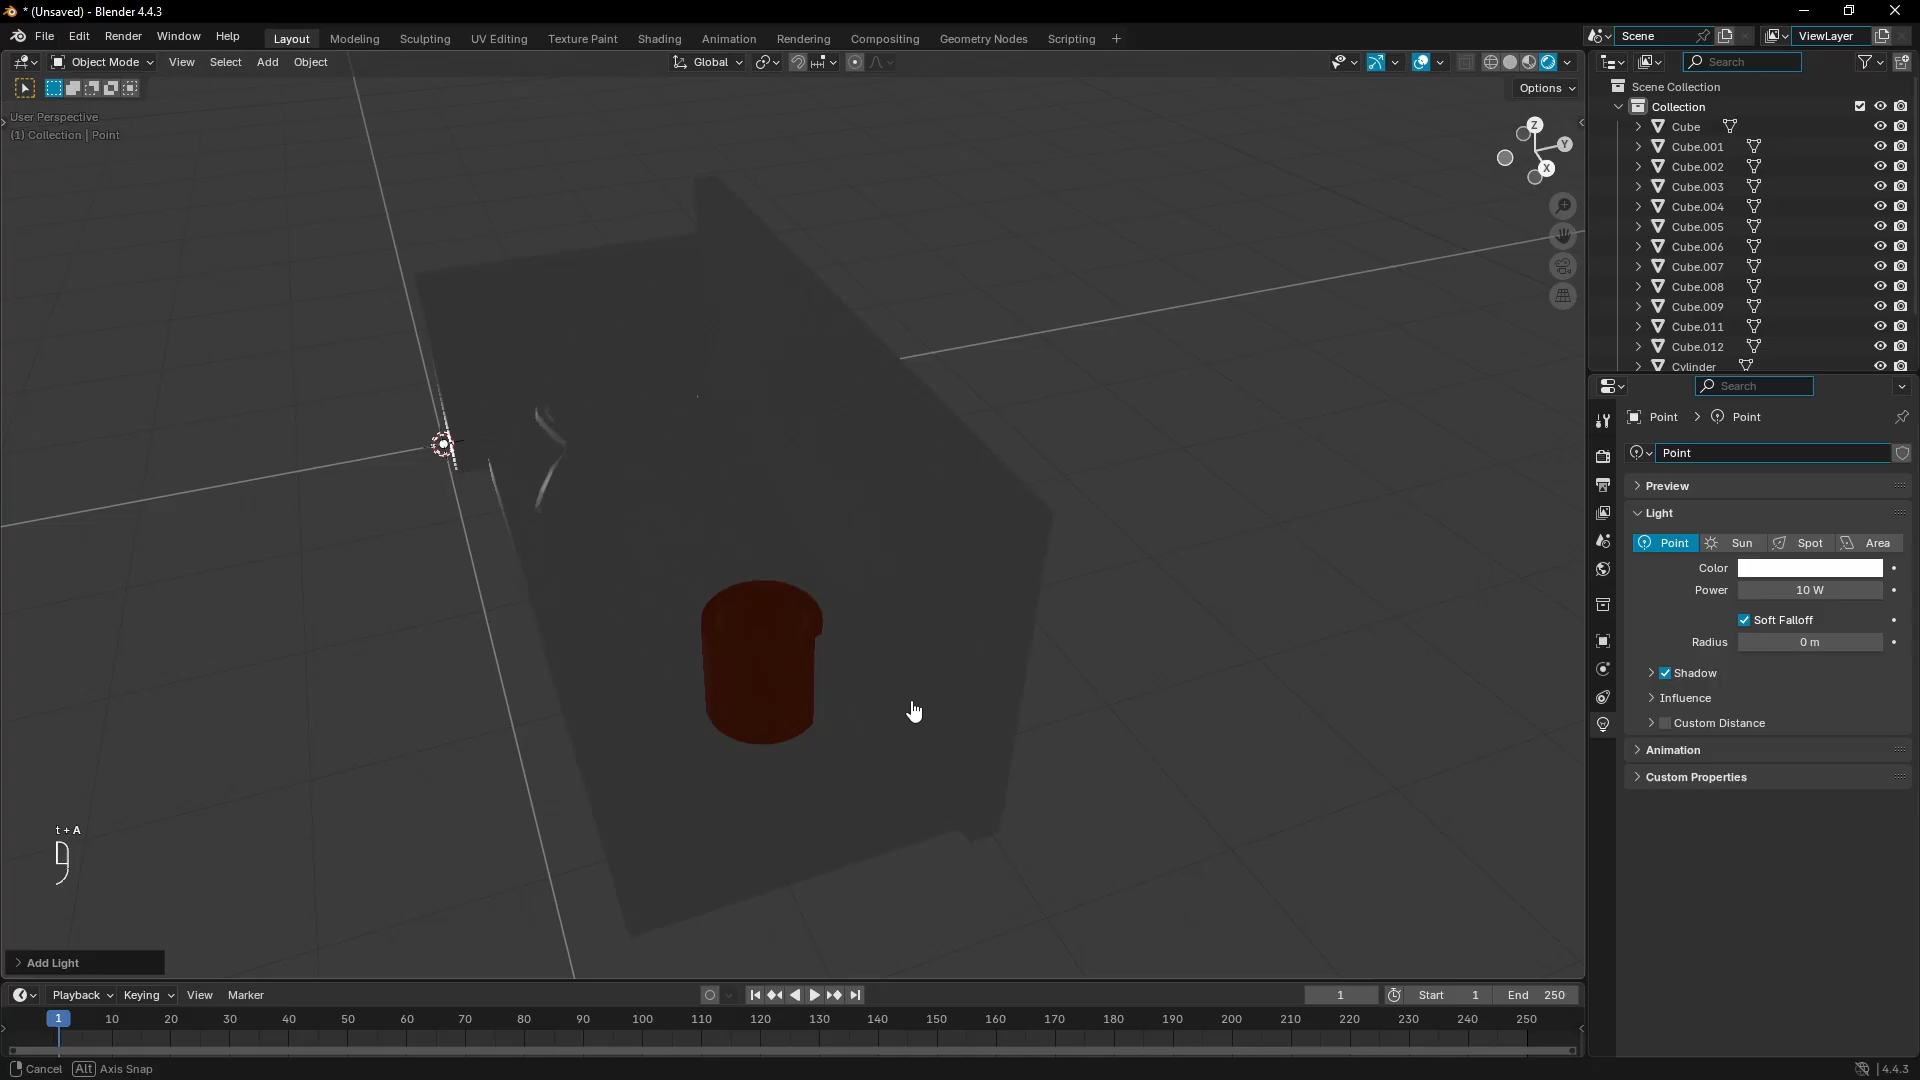 * (Unsaved) - Blender 4.4.3
File Edit Render Window Help Layout Modeling Sculpting UV Editing Texture Paint Shading Animation Rendering Compositing Geometry Nodes Scripting + Scene ViewLayer
Object Mode View Select Add Object Global Search
Options
User Perspective
(1) Collection | Point
Z
Y
X
Scene Collection
Collection
Cube
Cube.001
Cube.002
Cube.003
Cube.004
Cube.005
Cube.006
Cube.007
Cube.008
Cube.009
Cube.011
Cube.012
Cylinder
Search
Point > Point
Point
Preview
Light
Point Sun Spot Area
Color
Power 10 W
Soft Falloff
Radius 0 m
Shadow
Influence
Custom Distance
Animation
Custom Properties
t + A
Add Light
Playback Keying View Marker 1 Start 1 End 250
1 10 20 30 40 50 60 70 80 90 100 110 120 130 140 150 160 170 180 190 200 210 220 230 240 250
Cancel Alt Axis Snap 4.4.3